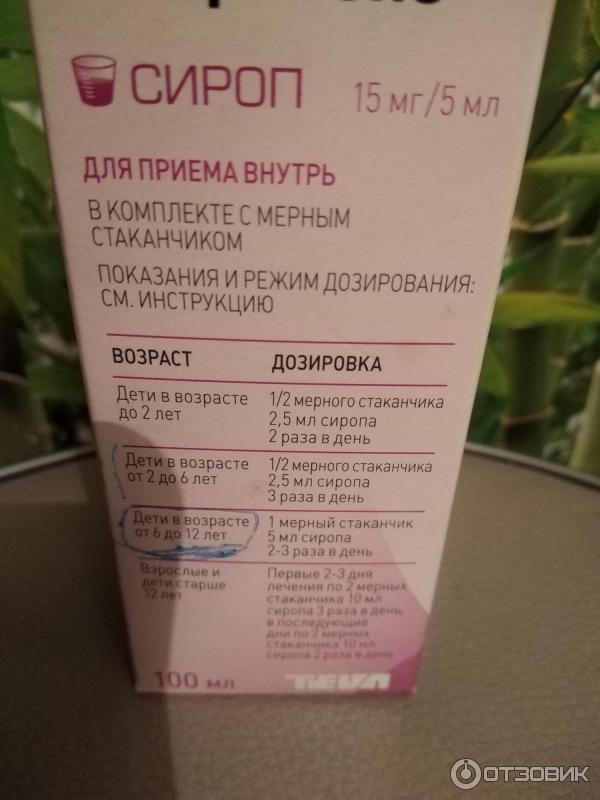 СИРОП 15 мг/5 мл
ДЛЯ ПРИЕМА ВНУТРЬ
В КОМПЛЕКТЕ С МЕРНЫМ
СТАКАНЧИКОМ
ПОКАЗАНИЯ И РЕЖИМ ДОЗИРОВАНИЯ:
СМ. ИНСТРУКЦИЮ
ВОЗРАСТ ДОЗИРОВКА
Дети в возрасте
до 2 лет
1/2 мерного стаканчика
2,5 мл сиропа
2 раза в день
Дети в возрасте
от 2 до 6 лет
1/2 мерного стаканчика
2,5 мл сиропа
3 раза в день
Дети в возрасте
от 6 до 12 лет
1 мерный стаканчик
5 мл сиропа
2-3 раза в день
Взрослые и
дети старше
12 лет
Первые 2-3 дня
лечения по 2 мерных
стаканчика 10 мл
сиропа 3 раза в день,
в последующие
дни по 2 мерных
стаканчика 10 мл
сиропа 2 раза в день
100 мл TEVA
ОТЗОВИК